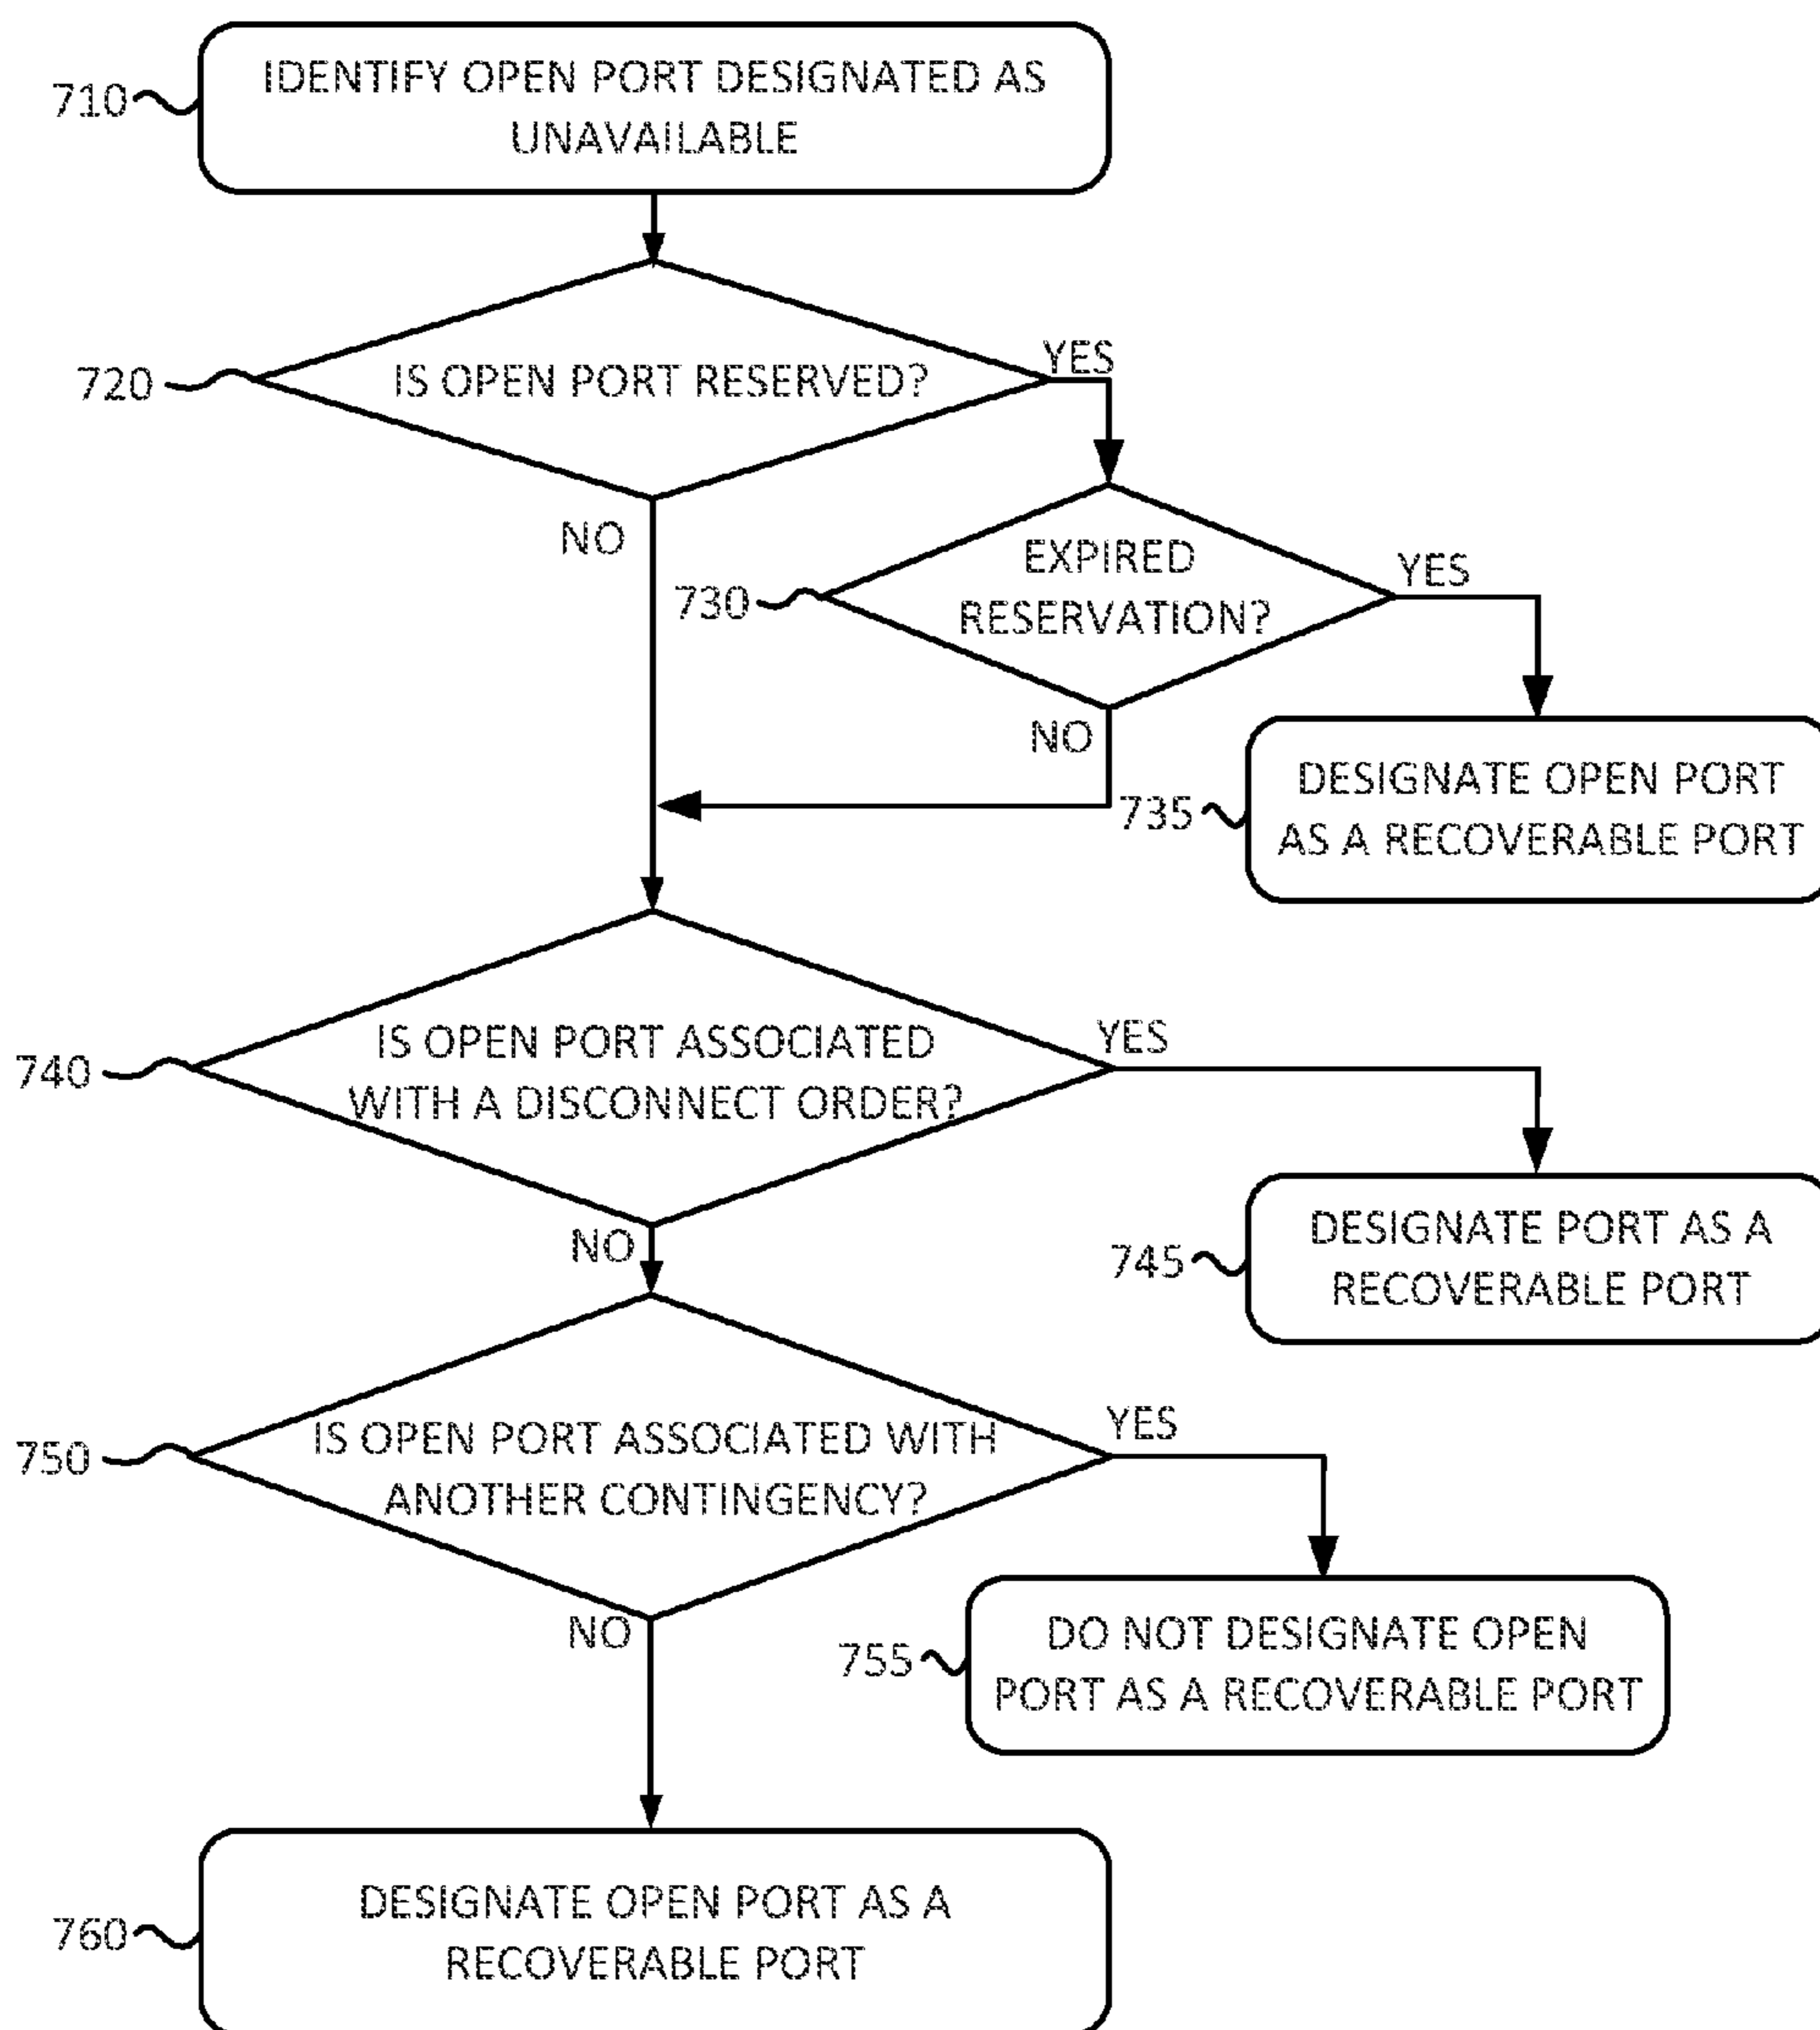 710
IDENTIFY OPEN PORT DESIGNATED AS
UNAVAILABLE
720
IS OPEN PORT RESERVED?
YES
NO
730
EXPIRED
RESERVATION?
YES
NO
735
DESIGNATE OPEN PORT
AS A RECOVERABLE PORT
740
IS OPEN PORT ASSOCIATED
WITH A DISCONNECT ORDER?
YES
NO
745
DESIGNATE PORT AS A
RECOVERABLE PORT
750
IS OPEN PORT ASSOCIATED WITH
ANOTHER CONTINGENCY?
YES
NO
755
DO NOT DESIGNATE OPEN
PORT AS A RECOVERABLE PORT
760
DESIGNATE OPEN PORT AS A
RECOVERABLE PORT